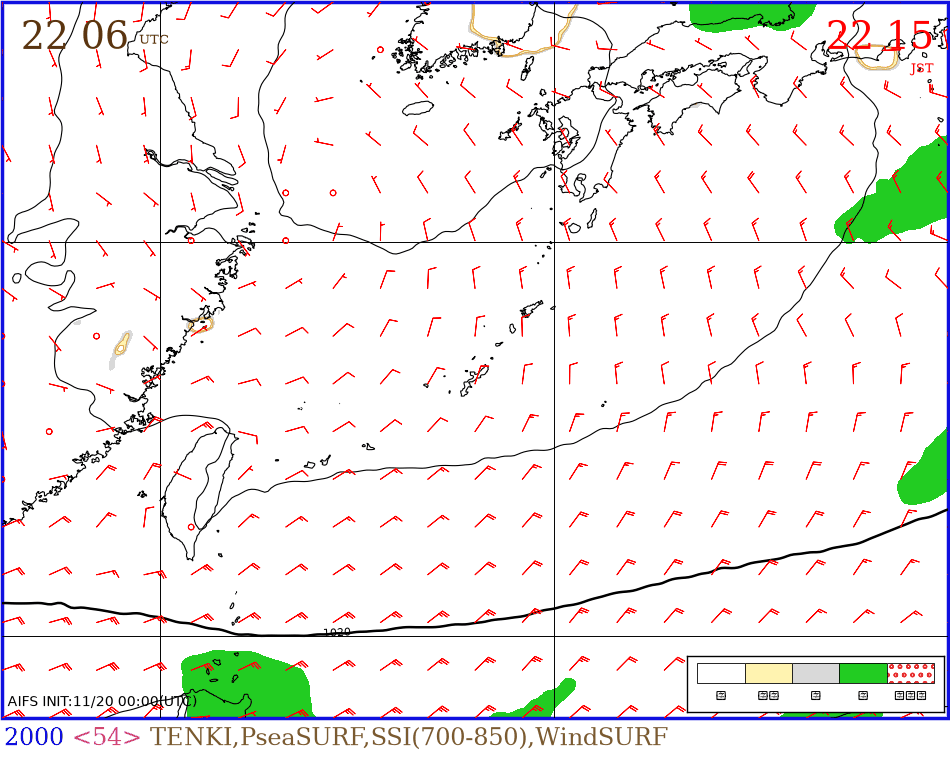 22 06 UTC
22 15
JST
1020
AIFS INIT:11/20 00:00(UTC)
2000 <54> TENKI,PseaSURF,SSI(700-850),WindSURF